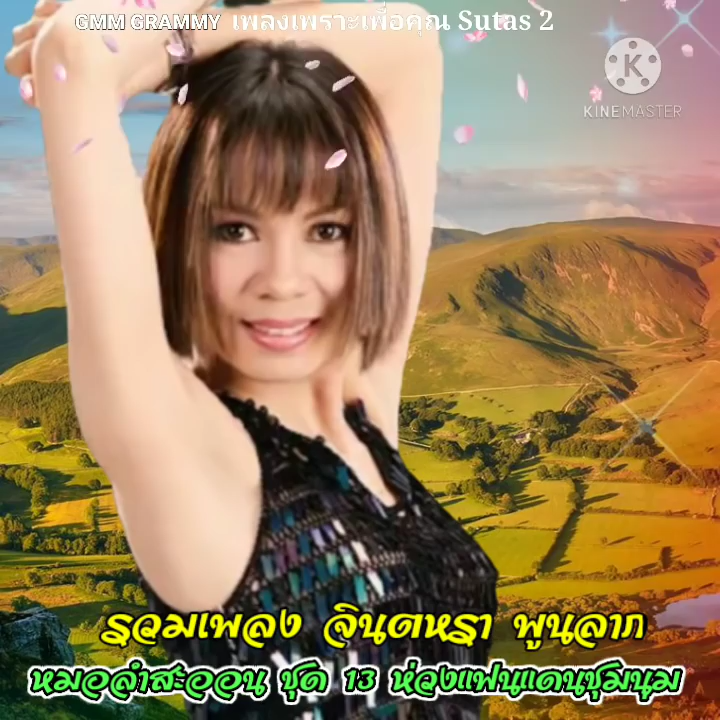 GMM GRAMMY เพลงเพราะเพื่อคุณ Sutas 2
K
KINEMASTER
รวมเพลง จินตหรา พูนลาภ
หมอลำสะออน ชุด 13 ห่วงแฟนแดนชุมนุม